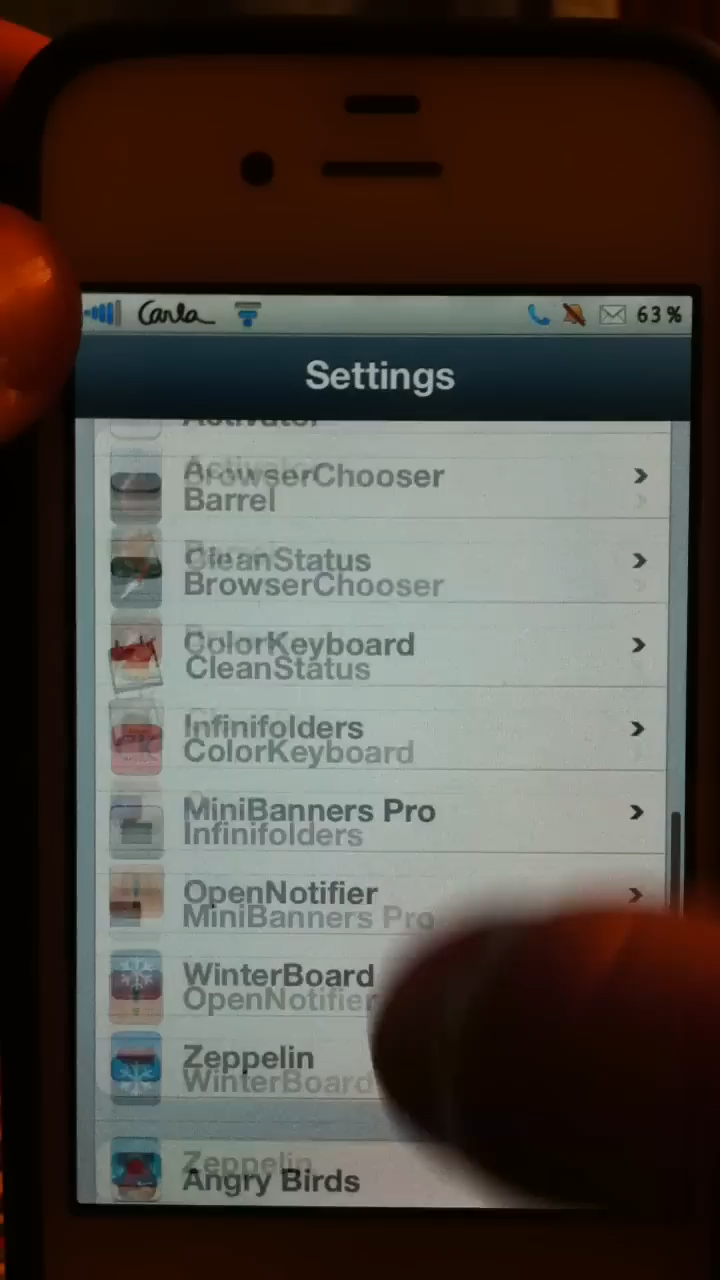 Carla 63%
Settings
Activator
BrowserChooser
Barrel
CleanStatus
BrowserChooser
ColorKeyboard
CleanStatus
Infinifolders
ColorKeyboard
MiniBanners Pro
Infinifolders
OpenNotifier
MiniBanners Pro
WinterBoard
OpenNotifier
Zeppelin
WinterBoard
Zeppelin
Angry Birds